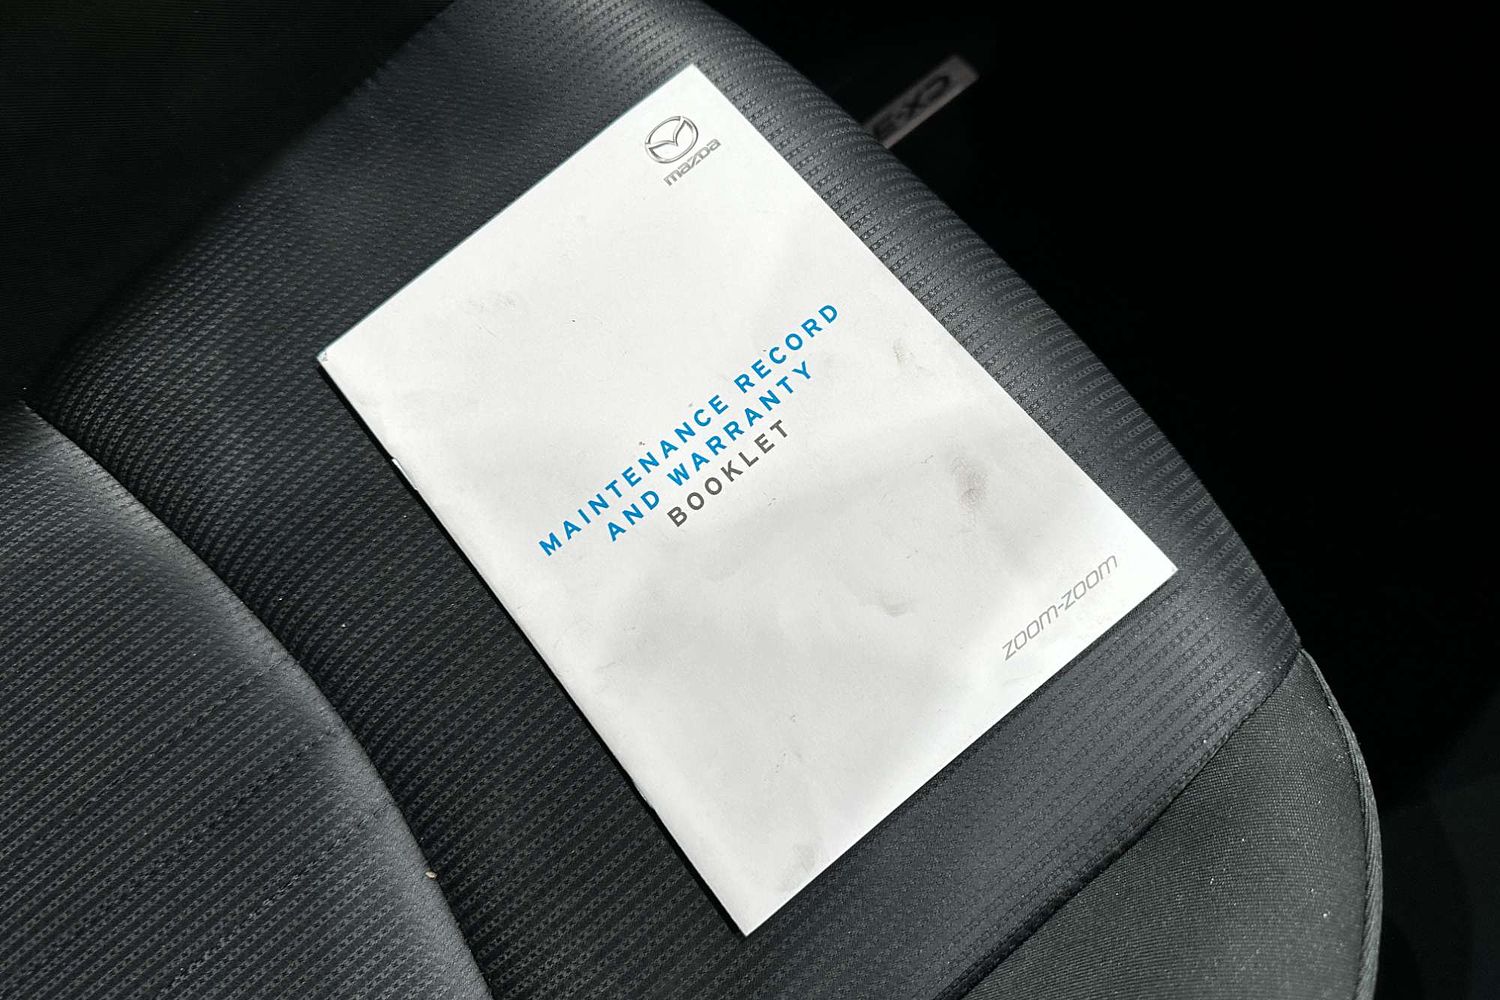 mazda
MAINTENANCE RECORD
AND WARRANTY
BOOKLET
zoom-zoom